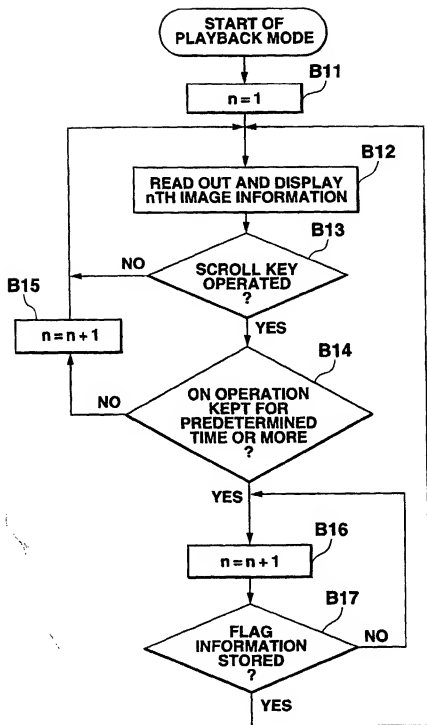 START OF
PLAYBACK MODE
B11
n=1
B12
READ OUT AND DISPLAY
nTH IMAGE INFORMATION
B13
NO
SCROLL KEY
OPERATED
?
B15
n=n+1
YES
B14
NO
ON OPERATION
KEPT FOR
PREDETERMINED
TIME OR MORE
?
YES
B16
n=n+1
B17
FLAG
INFORMATION
STORED
?
NO
YES